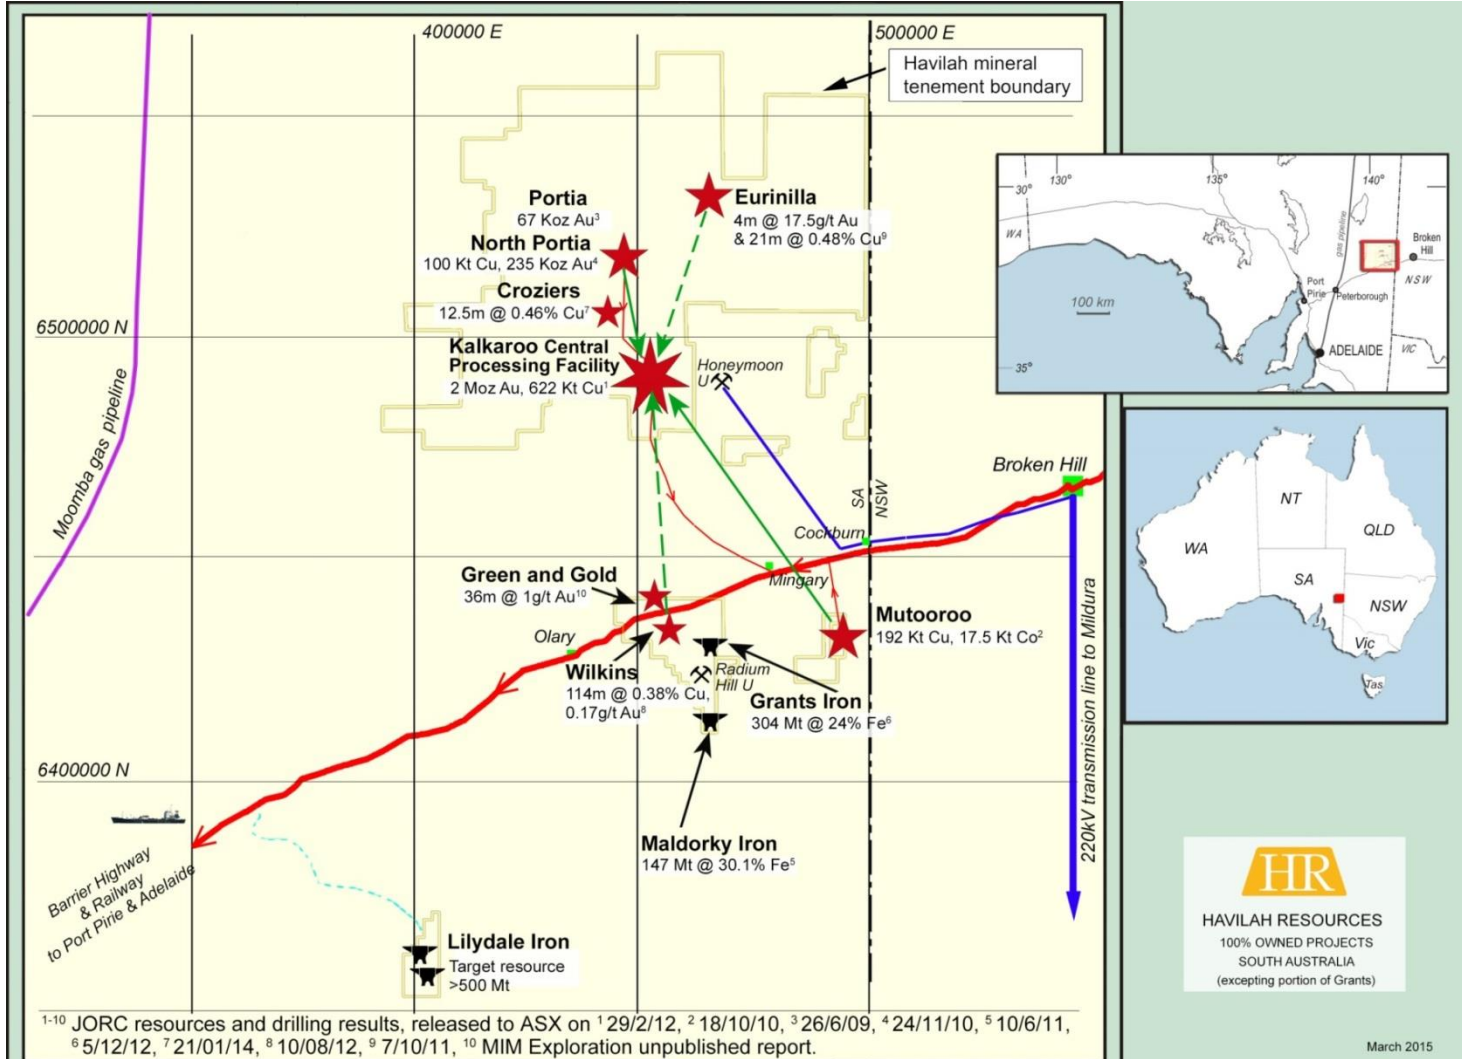 400000 E
500000 E
Havilah mineral
tenement boundary
Portia
67 Koz Au³
North Portia
100 Kt Cu, 235 Koz Au⁴
Croziers
12.5m @ 0.46% Cu⁷
Eurinilla
4m @ 17.5g/t Au
& 21m @ 0.48% Cu⁹
6500000 N
Kalkaroo Central
Processing Facility
2 Moz Au, 622 Kt Cu¹
Honeymoon
U
Moomba gas pipeline
Broken Hill
SA
NSW
Cockburn
Mingary
Green and Gold
36m @ 1g/t Au¹⁰
Olary
Wilkins
114m @ 0.38% Cu,
0.17g/t Au⁸
Radium
Hill U
Mutooroo
192 Kt Cu, 17.5 Kt Co²
Grants Iron
304 Mt @ 24% Fe⁶
6400000 N
Maldorky Iron
147 Mt @ 30.1% Fe⁵
220kV transmission line to Mildura
Barrier Highway
& Railway
to Port Pirie & Adelaide
Lilydale Iron
Target resource
>500 Mt
¹⁻¹⁰ JORC resources and drilling results, released to ASX on ¹ 29/2/12, ² 18/10/10, ³ 26/6/09, ⁴ 24/11/10, ⁵ 10/6/11,
⁶ 5/12/12, ⁷ 21/01/14, ⁸ 10/08/12, ⁹ 7/10/11, ¹⁰ MIM Exploration unpublished report.
130°
135°
140°
30°
WA
gas pipeline
Broken
Hill
NSW
Port
Pirie
Peterborough
100 km
ADELAIDE
VIC
35°
NT
QLD
WA
SA
NSW
Vic
Tas
HR
HAVILAH RESOURCES
100% OWNED PROJECTS
SOUTH AUSTRALIA
(excepting portion of Grants)
March 2015